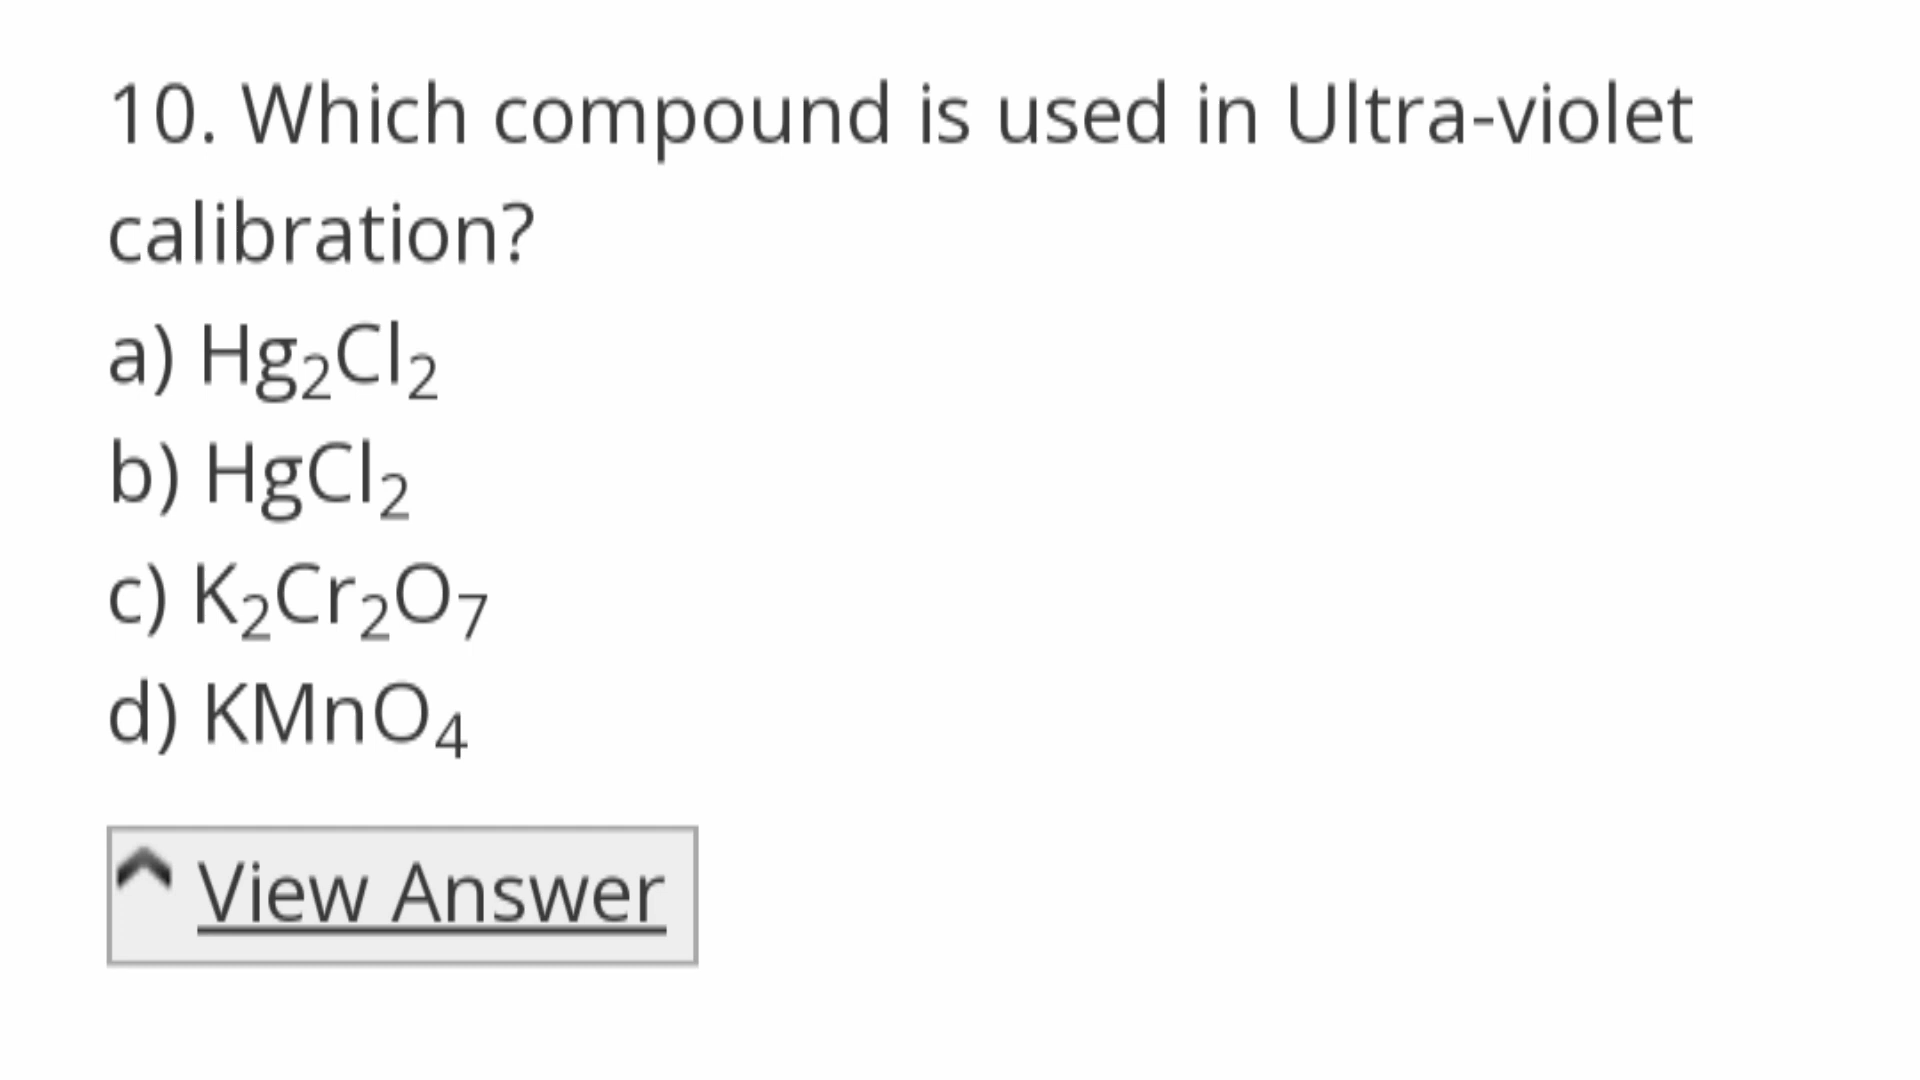 10. Which compound is used in Ultra-violet
calibration?
a) Hg₂Cl₂
b) HgCl₂
c) K₂Cr₂O₇
d) KMnO₄
View Answer